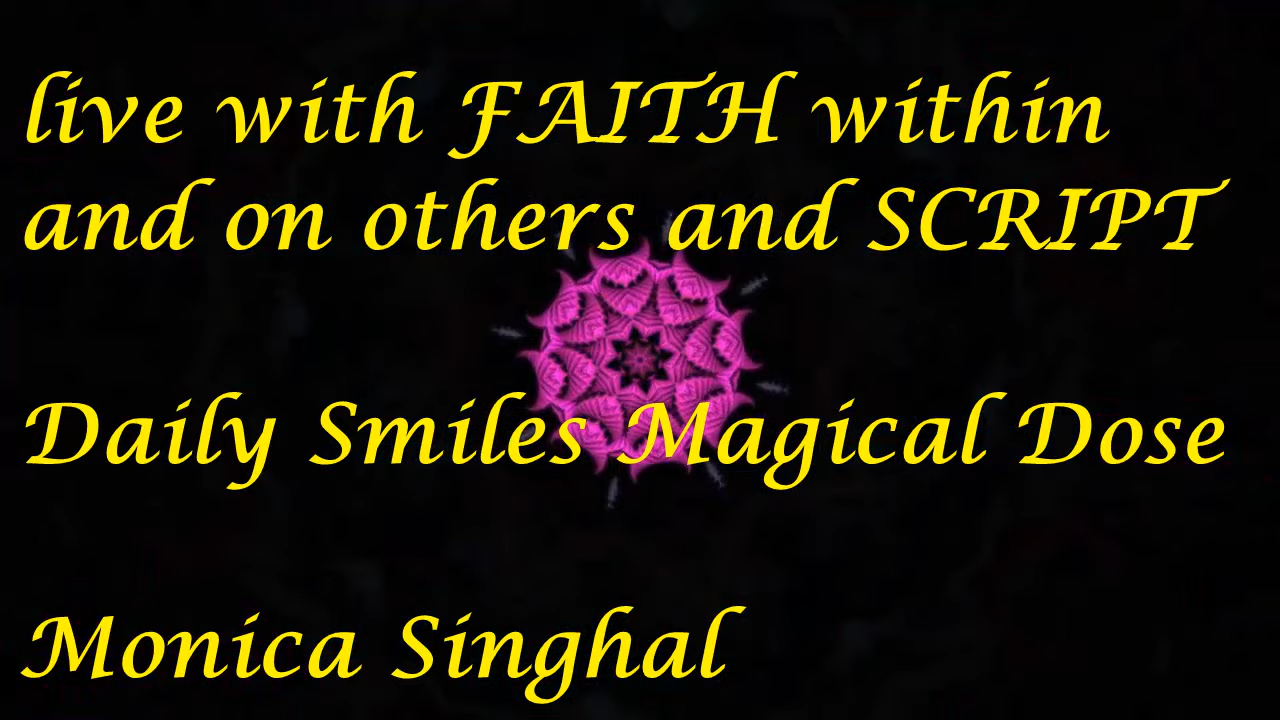 live with FAITH within
and on others and SCRIPT
Daily Smiles Magical Dose
Monica Singhal